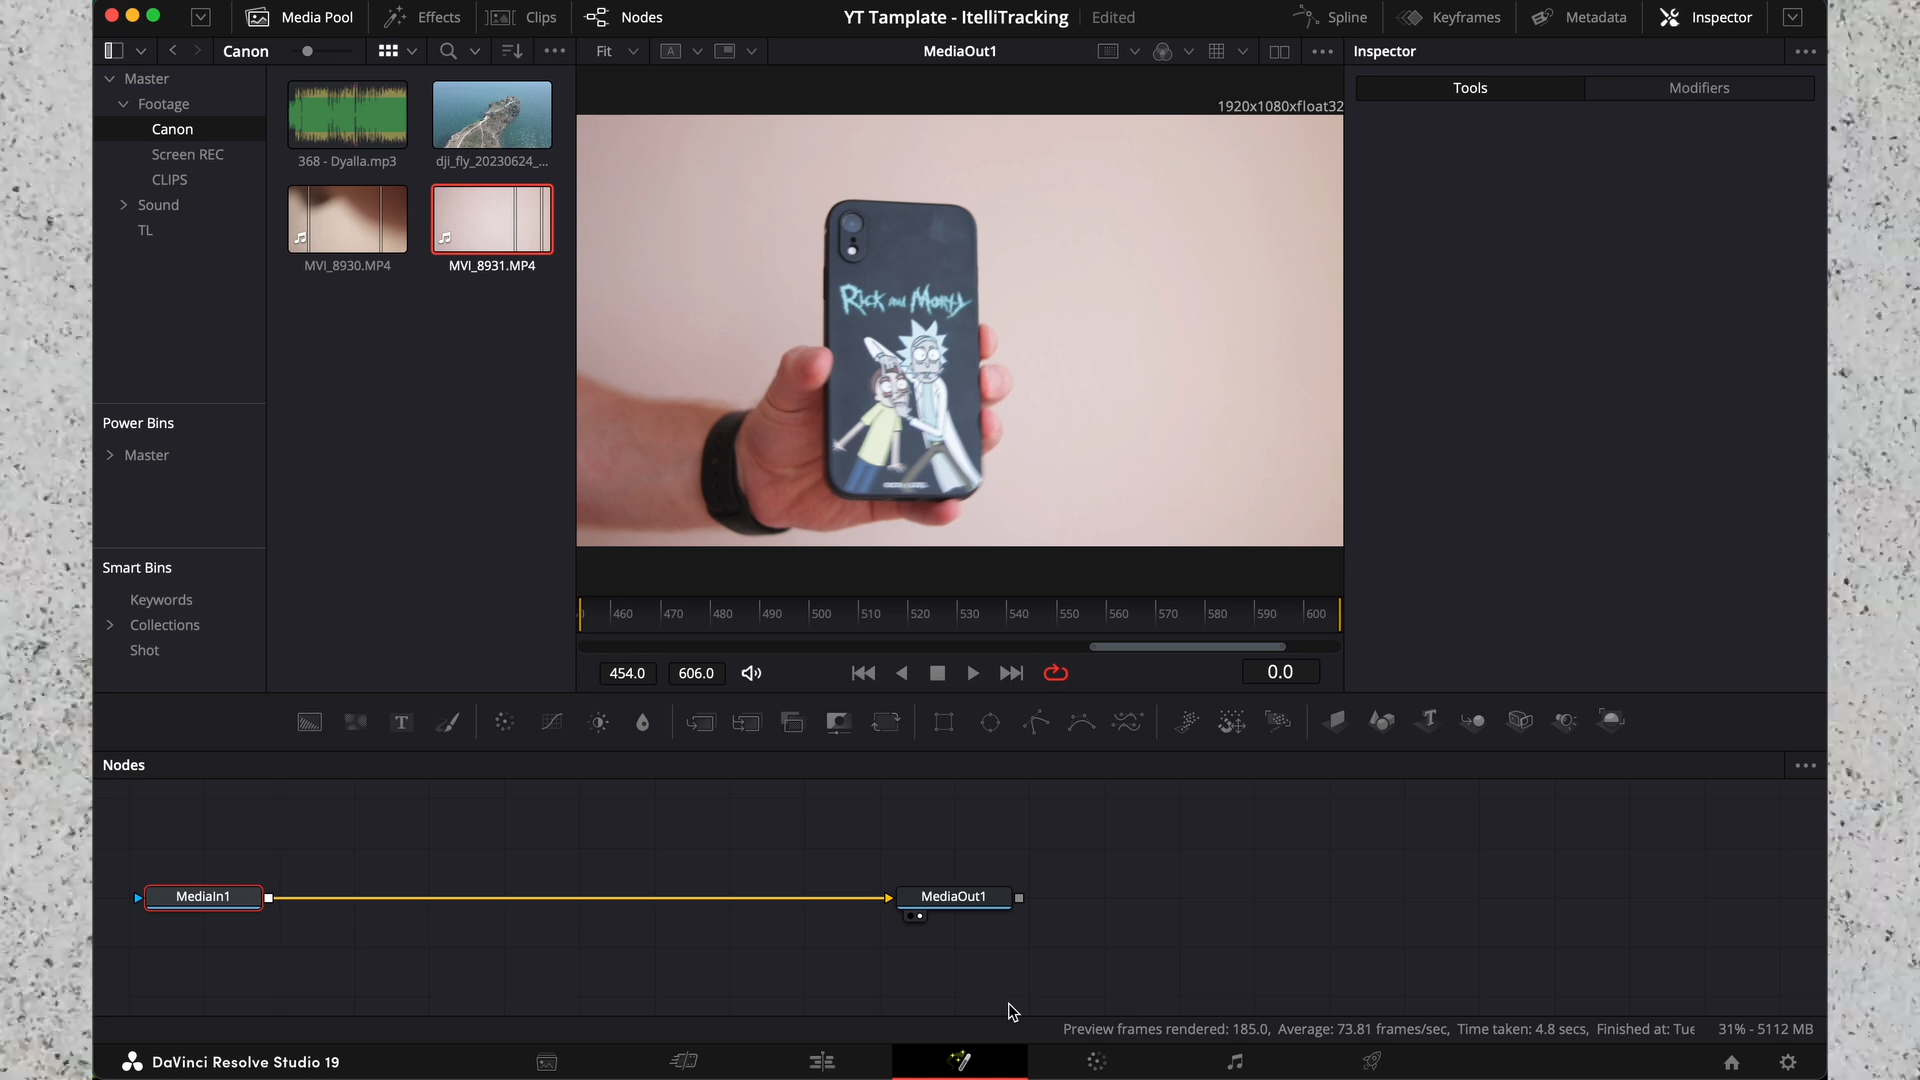 Media Pool
Effects
Clips
Nodes
YT Tamplate - ItelliTracking
Edited
Spline
Keyframes
Metadata
Inspector
Canon
Fit
A
MediaOut1
Inspector
Master
Footage
Canon
Screen REC
CLIPS
Sound
TL
368 - Dyalla.mp3
dji_fly_20230624_...
MVI_8930.MP4
MVI_8931.MP4
Power Bins
Master
Smart Bins
Keywords
Collections
Shot
1920x1080xfloat32
Rick and Morty
Tools
Modifiers
460
470
480
490
500
510
520
530
540
550
560
570
580
590
600
454.0
606.0
0.0
T
T
Nodes
MediaIn1
MediaOut1
Preview frames rendered: 185.0, Average: 73.81 frames/sec, Time taken: 4.8 secs, Finished at: Tue
31% - 5112 MB
DaVinci Resolve Studio 19